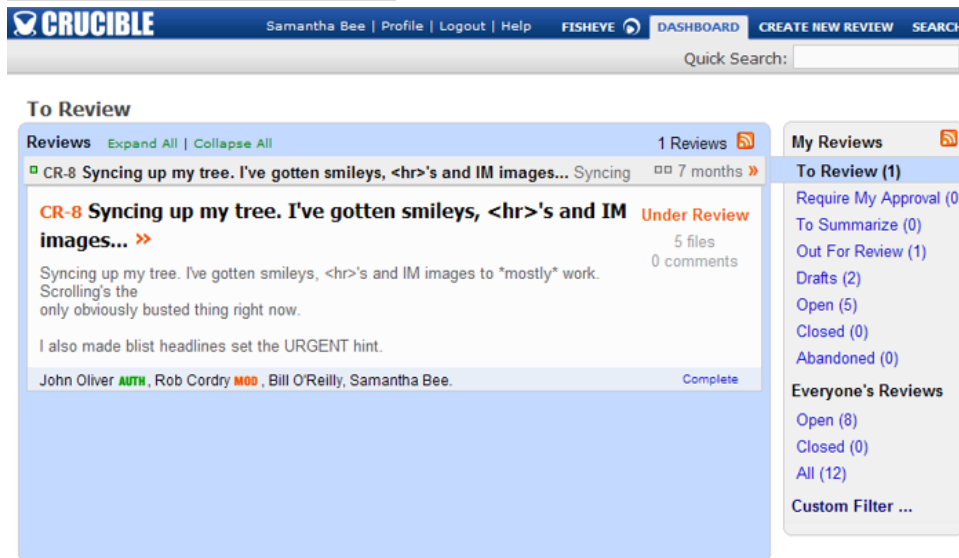 CRUCIBLE Samantha Bee | Profile | Logout | Help FISHEYE DASHBOARD CREATE NEW REVIEW SEARCH
Quick Search:
To Review
Reviews Expand All | Collapse All 1 Reviews
CR-8 Syncing up my tree. I've gotten smileys, <hr>'s and IM images... Syncing 7 months »
CR-8 Syncing up my tree. I've gotten smileys, <hr>'s and IM
images... »
Under Review
5 files
0 comments
Syncing up my tree. I've gotten smileys, <hr>'s and IM images to *mostly* work.
Scrolling's the
only obviously busted thing right now.
I also made blist headlines set the URGENT hint.
John Oliver AUTH, Rob Cordry MOD, Bill O'Reilly, Samantha Bee. Complete
My Reviews
To Review (1)
Require My Approval (0
To Summarize (0)
Out For Review (1)
Drafts (2)
Open (5)
Closed (0)
Abandoned (0)
Everyone's Reviews
Open (8)
Closed (0)
All (12)
Custom Filter ...